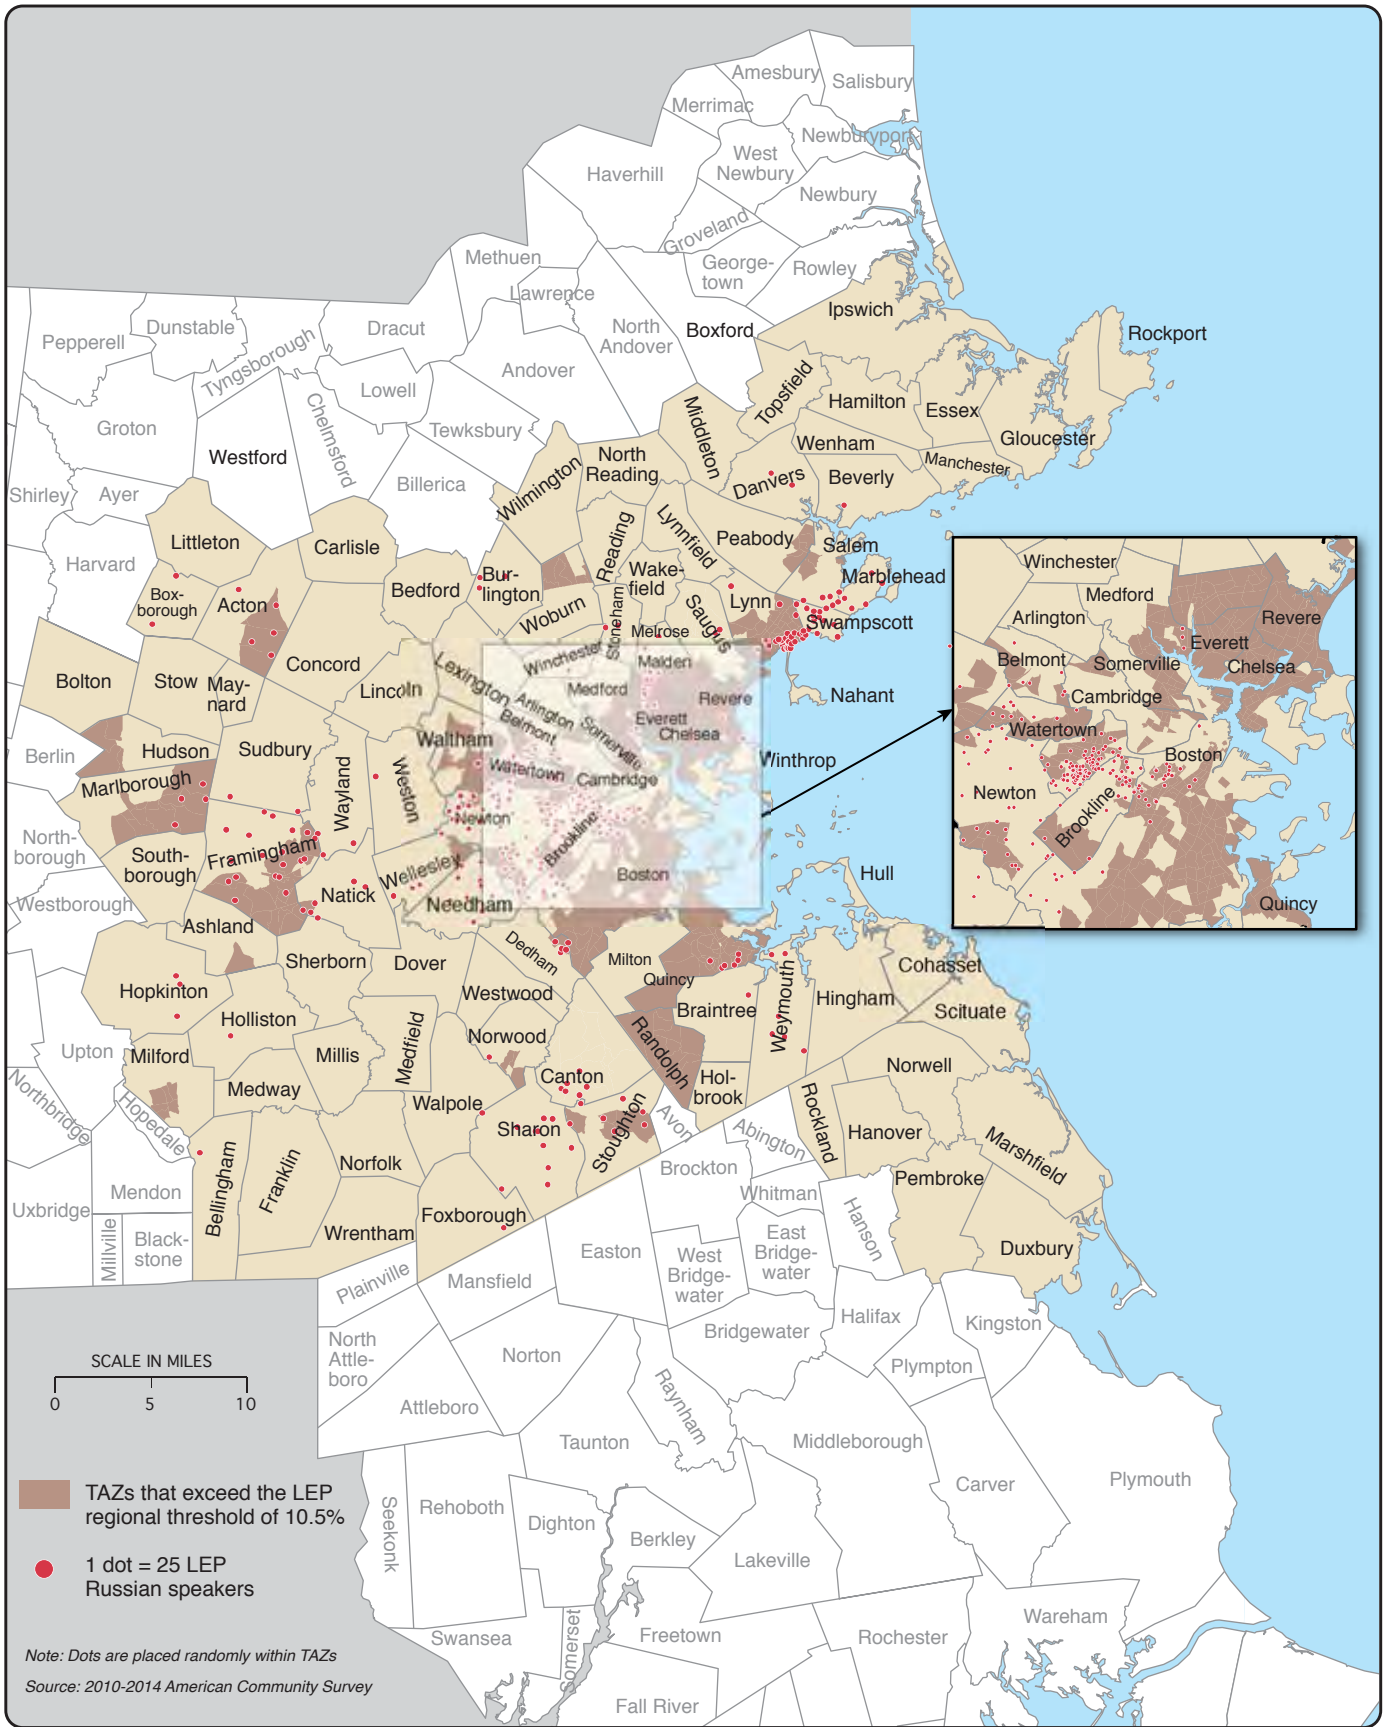 Amesbury
Salisbury
Merrimac
Newburyport
West
Newbury
Haverhill
Newbury
Groveland
Methuen
George-
town
Rowley
Lawrence
Ipswich
Pepperell
Dunstable
Tyngsborough
Dracut
North
Andover
Boxford
Rockport
Andover
Lowell
Topsfield
Hamilton
Essex
Groton
Chelmsford
Tewksbury
Middleton
Wenham
Gloucester
Westford
North
Reading
Manchester
Shirley
Ayer
Billerica
Wilmington
Danvers
Beverly
Littleton
Carlisle
Reading
Lynnfield
Peabody
Salem
Harvard
Bedford
Bur-
lington
Wake-
field
Marblehead
Box-
borough
Acton
Woburn
Stoneham
Melrose
Saugus
Lynn
Swampscott
Bolton
Stow
May-
nard
Concord
Lincoln
Lexington
Winchester
Malden
Medford
Revere
Nahant
Arlington
Belmont
Somerville
Everett
Chelsea
Berlin
Hudson
Sudbury
Waltham
Winthrop
Marlborough
Wayland
Weston
Watertown
Cambridge
Newton
Brookline
North-
borough
South-
borough
Framingham
Wellesley
Boston
Hull
Westborough
Natick
Needham
Ashland
Sherborn
Dover
Dedham
Milton
Quincy
Weymouth
Cohasset
Hopkinton
Westwood
Braintree
Hingham
Scituate
Holliston
Norwood
Randolph
Upton
Milford
Millis
Medfield
Norwell
Medway
Canton
Hol-
brook
Northbridge
Hopedale
Walpole
Rockland
Hanover
Sharon
Stoughton
Avon
Abington
Marshfield
Bellingham
Franklin
Norfolk
Brockton
Pembroke
Mendon
Whitman
Uxbridge
Foxborough
Hanson
Millville
Black-
stone
Wrentham
Easton
West
Bridge-
water
East
Bridge-
water
Duxbury
Plainville
Mansfield
Halifax
Kingston
North
Attle-
boro
Norton
Bridgewater
Plympton
Attleboro
Raynham
Taunton
Middleborough
Carver
Plymouth
Seekonk
Rehoboth
Dighton
Berkley
Lakeville
Swansea
Somerset
Freetown
Rochester
Wareham
Fall River
Winchester
Medford
Arlington
Revere
Everett
Belmont
Somerville
Chelsea
Cambridge
Watertown
Boston
Newton
Brookline
Quincy
SCALE IN MILES
0 5 10
TAZs that exceed the LEP
regional threshold of 10.5%
1 dot = 25 LEP
Russian speakers
Note: Dots are placed randomly within TAZs
Source: 2010-2014 American Community Survey